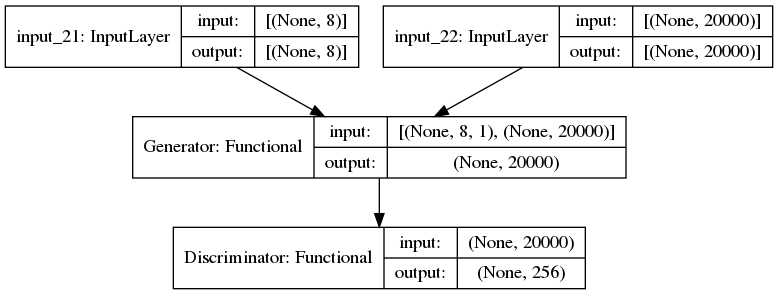 input_21: InputLayer
input: [(None, 8)]
output: [(None, 8)]
input_22: InputLayer
input: [(None, 20000)]
output: [(None, 20000)]
Generator: Functional
input: [(None, 8, 1), (None, 20000)]
output: (None, 20000)
Discriminator: Functional
input: (None, 20000)
output: (None, 256)